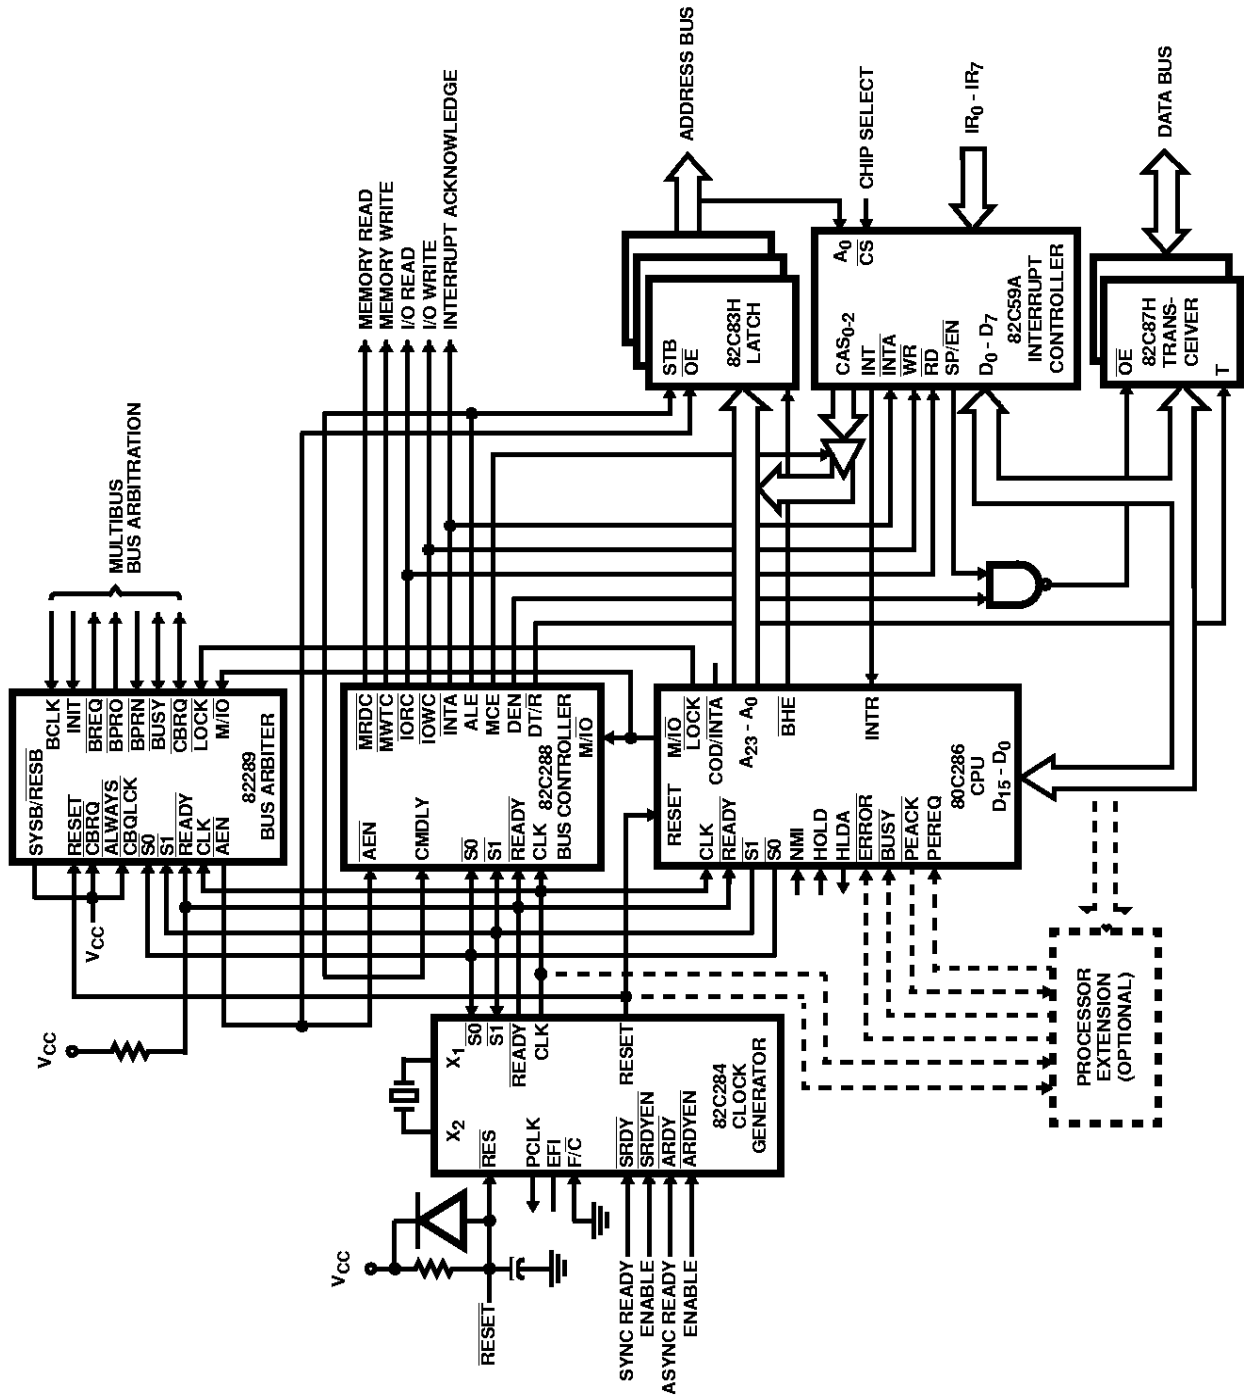 MULTIBUS
BUS ARBITRATION
VCC
VCC
SYSB/RESB
RESET
CBRQ
ALWAYS
CBQLCK
S0
S1
READY
CLK
AEN
82289
BUS ARBITER
BCLK
INIT
BREQ
BPRO
BPRN
BUSY
CBRQ
LOCK
M/IO
MEMORY READ
MEMORY WRITE
I/O READ
I/O WRITE
INTERRUPT ACKNOWLEDGE
AEN
CMDLY
S0
S1
READY
CLK
82C288
BUS CONTROLLER
MRDC
MWTC
IORC
IOWC
INTA
ALE
MCE
DEN
DT/R
M/IO
VCC
RESET
X2
X1
RES
PCLK
EFI
F/C
SRDY
SRDYEN
ARDY
ARDYEN
SYNC READY
ENABLE
ASYNC READY
ENABLE
S0
S1
READY
CLK
RESET
82C284
CLOCK
GENERATOR
RESET
CLK
READY
S1
S0
NMI
HOLD
HLDA
ERROR
BUSY
PEACK
PEREQ
M/IO
LOCK
COD/INTA
A23 - A0
BHE
INTR
80C286
CPU
D15 - D0
STB
OE
82C83H
LATCH
ADDRESS BUS
CHIP SELECT
A0
CS
IR0 - IR7
CAS0-2
INT
INTA
WR
RD
SP/EN
D0 - D7
82C59A
INTERRUPT
CONTROLLER
OE
82C87H
TRANS-
CEIVER
T
DATA BUS
PROCESSOR
EXTENSION
(OPTIONAL)